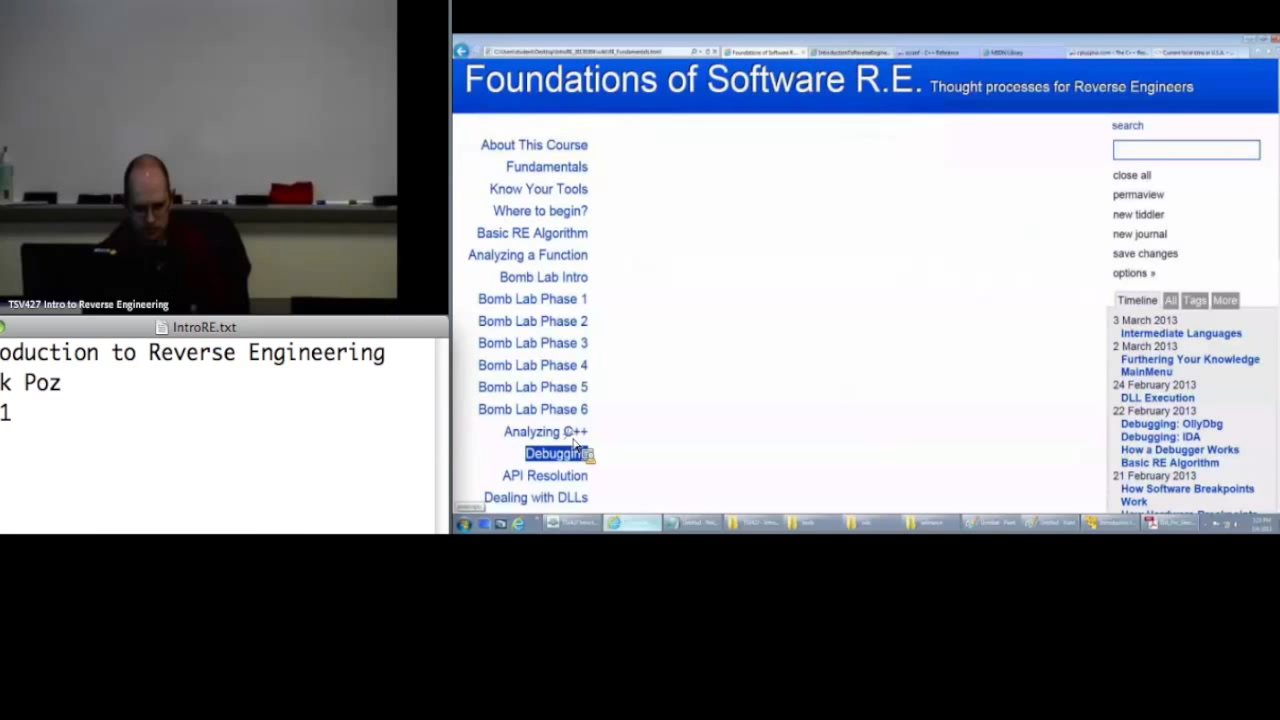 TSV427 Intro to Reverse Engineering
IntroRE.txt
oduction to Reverse Engineering
k Poz
1
Foundations of Software R.E. Thought processes for Reverse Engineers
About This Course
Fundamentals
Know Your Tools
Where to begin?
Basic RE Algorithm
Analyzing a Function
Bomb Lab Intro
Bomb Lab Phase 1
Bomb Lab Phase 2
Bomb Lab Phase 3
Bomb Lab Phase 4
Bomb Lab Phase 5
Bomb Lab Phase 6
Analyzing C++
Debugging
API Resolution
Dealing with DLLs
search
close all
permaview
new tiddler
new journal
save changes
options »
Timeline All Tags More
3 March 2013
Intermediate Languages
2 March 2013
Furthering Your Knowledge
MainMenu
24 February 2013
DLL Execution
22 February 2013
Debugging: OllyDbg
Debugging: IDA
How a Debugger Works
Basic RE Algorithm
21 February 2013
How Software Breakpoints
Work